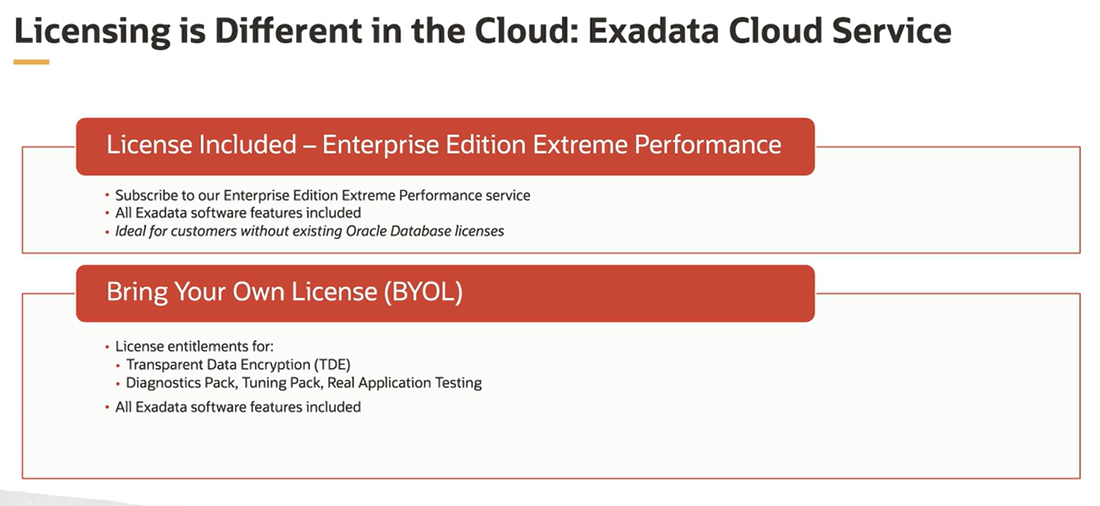 Licensing is Different in the Cloud: Exadata Cloud Service
License Included – Enterprise Edition Extreme Performance
• Subscribe to our Enterprise Edition Extreme Performance service
• All Exadata software features included
• Ideal for customers without existing Oracle Database licenses
Bring Your Own License (BYOL)
• License entitlements for:
• Transparent Data Encryption (TDE)
• Diagnostics Pack, Tuning Pack, Real Application Testing
• All Exadata software features included